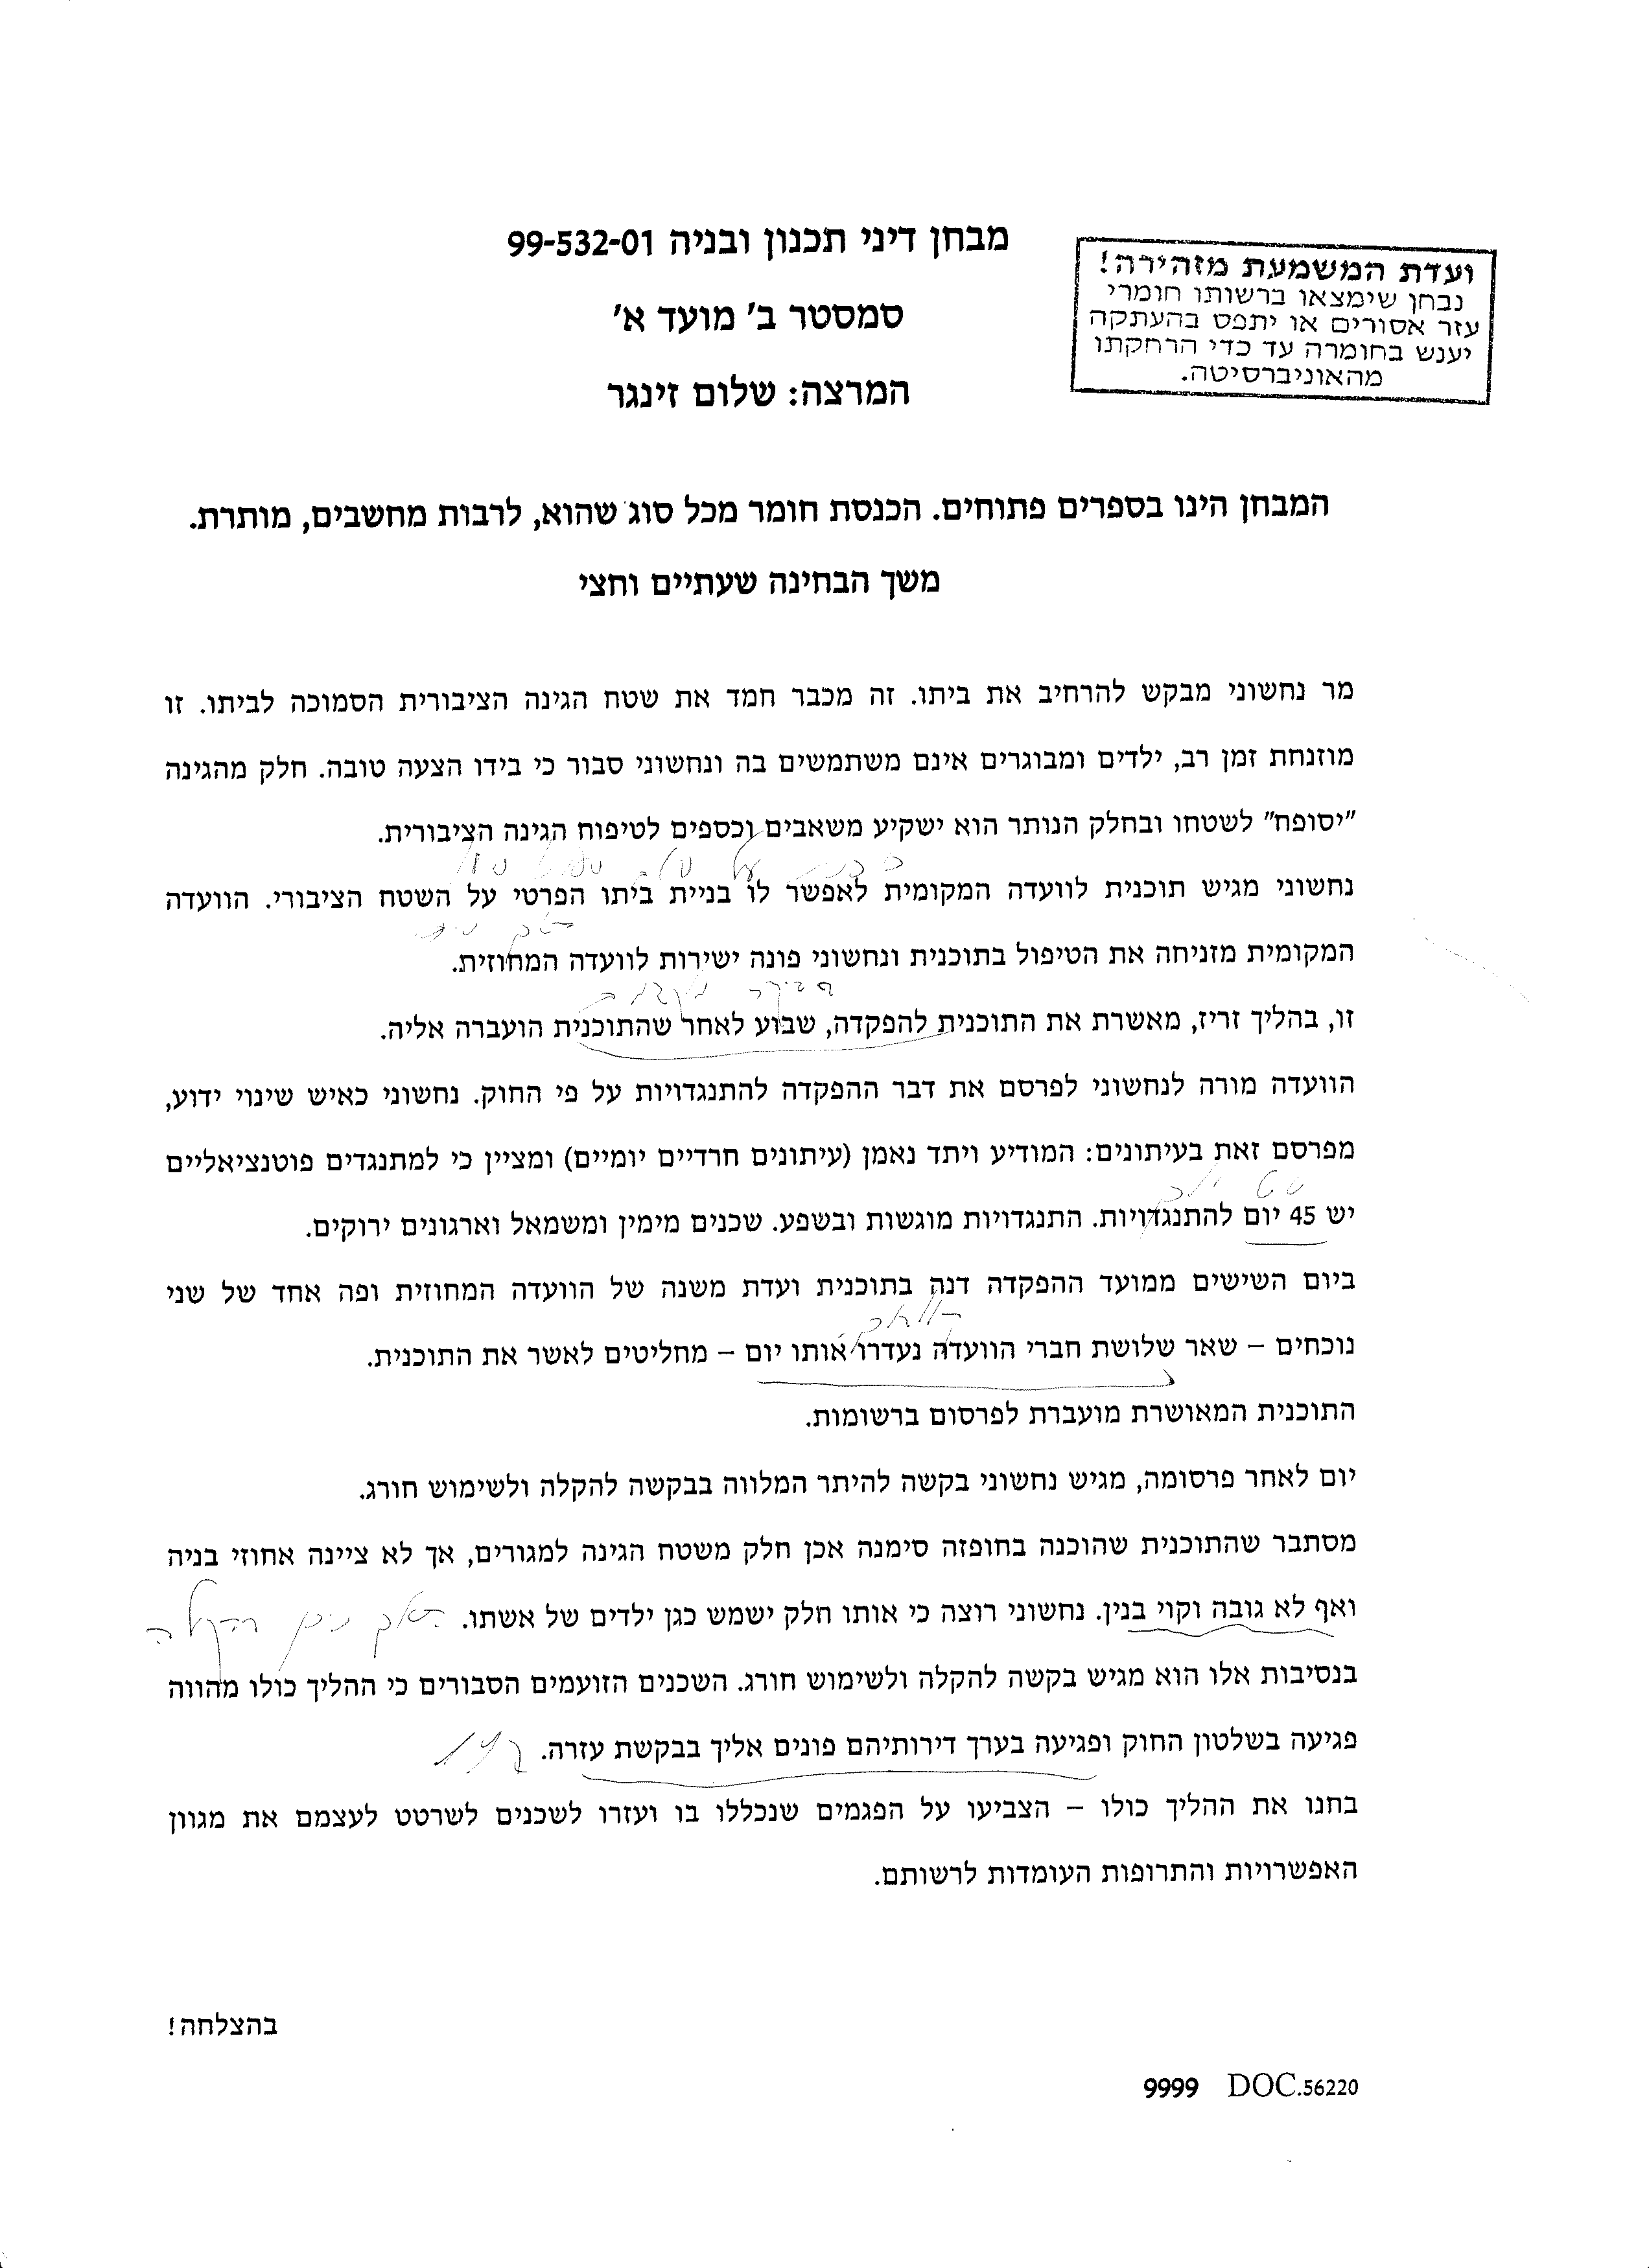 מבחן דיני תכנון ובניה 99-532-01
סמסטר ב' מועד א'
המרצה: שלום זינגר
ועדת המשמעת מזהירה!
נבחן שימצאו ברשותו חומרי
עזר אסורים או יתפס בהעתקה
יענש בחומרה עד כדי הרחקתו
מהאוניברסיטה.
המבחן הינו בספרים פתוחים. הכנסת חומר מכל סוג שהוא, לרבות מחשבים, מותרת.
משך הבחינה שעתיים וחצי
מר נחשוני מבקש להרחיב את ביתו. זה מכבר חמד את שטח הגינה הציבורית הסמוכה לביתו. זו
מוזנחת זמן רב, ילדים ומבוגרים אינם משתמשים בה ונחשוני סבור כי בידו הצעה טובה. חלק מהגינה
"יסופח" לשטחו ובחלק הנותר הוא ישקיע משאבים וכספים לטיפוח הגינה הציבורית.
נחשוני מגיש תוכנית לוועדה המקומית לאפשר לו בניית ביתו הפרטי על השטח הציבורי. הוועדה
המקומית מזניחה את הטיפול בתוכנית ונחשוני פונה ישירות לוועדה המחוזית.
זו, בהליך זריז, מאשרת את התוכנית להפקדה, שבוע לאחר שהתוכנית הועברה אליה.
הוועדה מורה לנחשוני לפרסם את דבר ההפקדה להתנגדויות על פי החוק. נחשוני כאיש שינוי ידוע,
מפרסם זאת בעיתונים: המודיע ויתד נאמן (עיתונים חרדיים יומיים) ומציין כי למתנגדים פוטנציאליים
יש 45 יום להתנגדויות. התנגדויות מוגשות ובשפע. שכנים מימין ומשמאל וארגונים ירוקים.
ביום השישים ממועד ההפקדה דנה בתוכנית ועדת משנה של הוועדה המחוזית ופה אחד של שני
נוכחים – שאר שלושת חברי הוועדה נעדרו אותו יום – מחליטים לאשר את התוכנית.
התוכנית המאושרת מועברת לפרסום ברשומות.
יום לאחר פרסומה, מגיש נחשוני בקשה להיתר המלווה בבקשה להקלה ולשימוש חורג.
מסתבר שהתוכנית שהוכנה בחופזה סימנה אכן חלק משטח הגינה למגורים, אך לא ציינה אחוזי בניה
ואף לא גובה וקוי בנין. נחשוני רוצה כי אותו חלק ישמש כגן ילדים של אשתו.
בנסיבות אלו הוא מגיש בקשה להקלה ולשימוש חורג. השכנים הזועמים הסבורים כי ההליך כולו מהווה
פגיעה בשלטון החוק ופגיעה בערך דירותיהם פונים אליך בבקשת עזרה.
בחנו את ההליך כולו – הצביעו על הפגמים שנכללו בו ועזרו לשכנים לשרטט לעצמם את מגוון
האפשרויות והתרופות העומדות לרשותם.
בהצלחה!
9999 DOC.56220